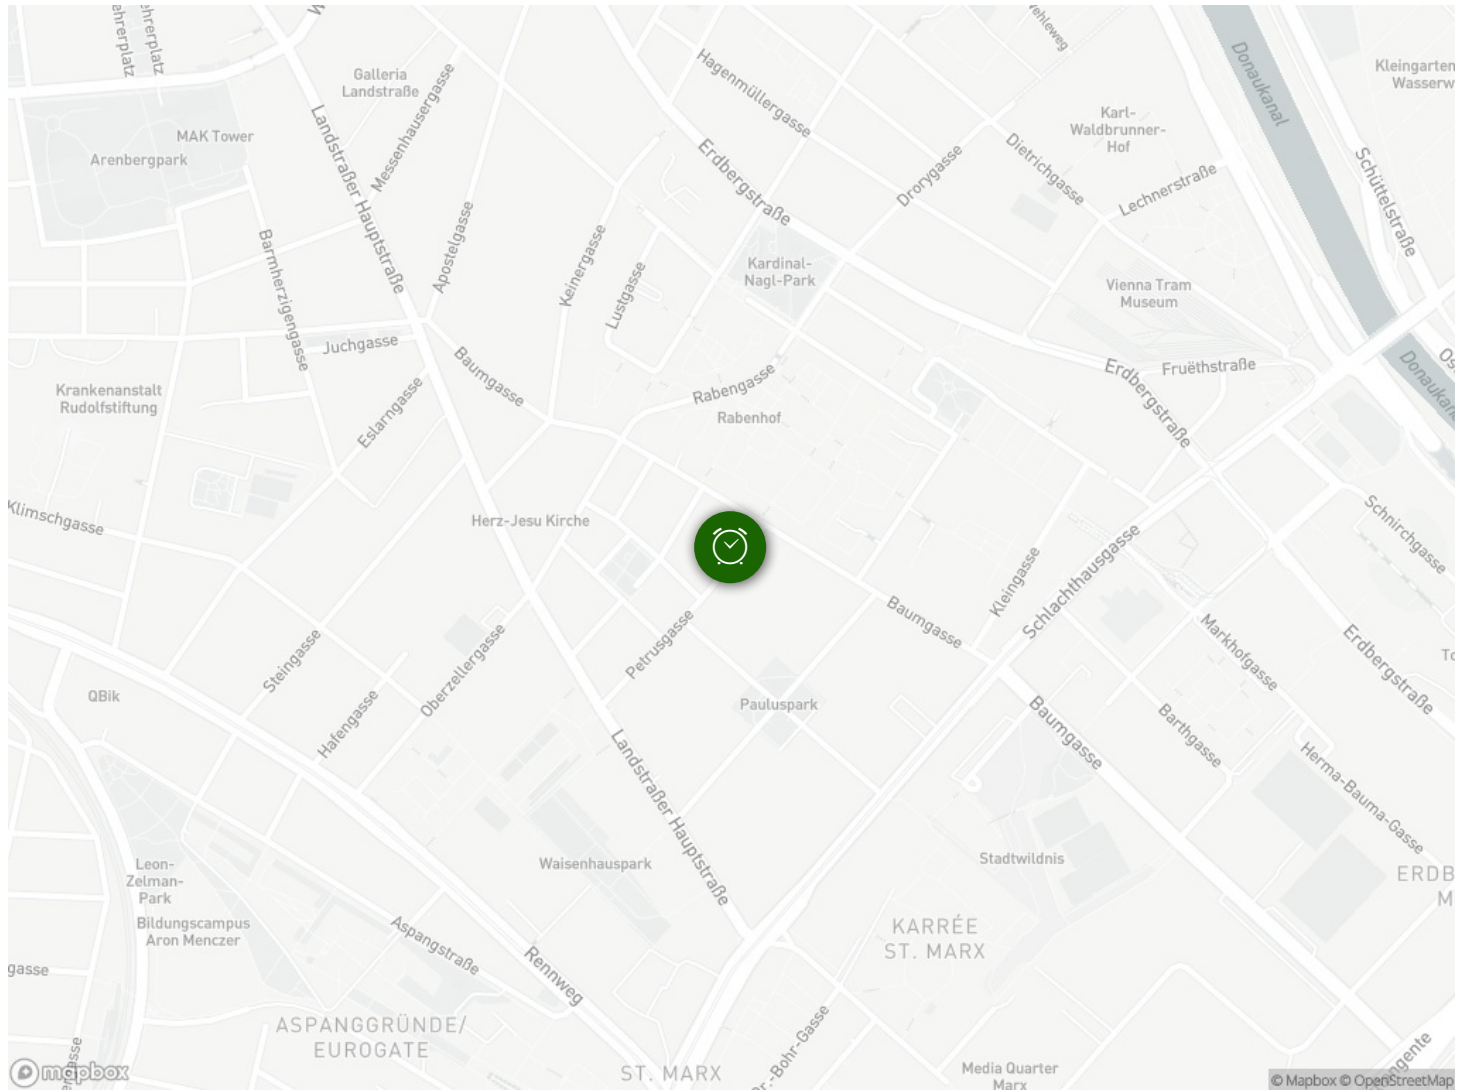 Donaukanal
Kleingarten
Wasserw
Galleria
Landstraße
Hagenmüllergasse
Messenhausergasse
MAK Tower
Arenbergpark
Landstraßer Hauptstraße
Karl-
Waldbrunner-
Hof
Dietrichgasse
Drorygasse
Erdbergstraße
Lechnerstraße
Schüttelstraße
Apostelgasse
Barmherzigengasse
Keinergasse
Lustgasse
Kardinal-
Nagl-Park
Vienna Tram
Museum
Juchgasse
Baumgasse
Rabengasse
Rabenhof
Erdbergstraße
Fruëthstraße
Krankenanstalt
Rudolfstiftung
Eslarngasse
Klimschgasse
Herz-Jesu Kirche
Schnirchgasse
Schlachthausgasse
Kleingasse
Baumgasse
Markhofgasse
Erdbergstraße
Steingasse
Oberzellergasse
Petrusgasse
QBik
Hafengasse
Pauluspark
Baumgasse
Barthgasse
Herma-Bauma-Gasse
Landstraßer Hauptstraße
Waisenhauspark
Stadtwildnis
Leon-
Zelman-
Park
ERDB
M
Bildungscampus
Aron Menczer
Aspangstraße
Rennweg
KARRÉE
ST. MARX
gasse
ASPANGGRÜNDE/
EUROGATE
ST. MARX
Media Quarter
Marx
mapbox
© Mapbox © OpenStreetMap